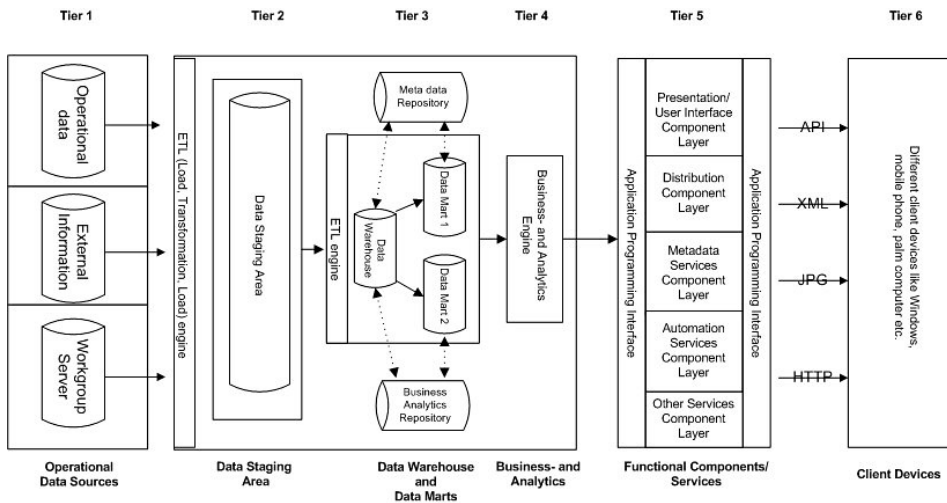 Tier 1
Tier 2
Tier 3
Tier 4
Tier 5
Tier 6
Operational
data
External
Information
Workgroup
Server
ETL (Load, Transformation, Load) engine
Data Staging Area
Meta data
Repository
ETL engine
Data
Warehouse
Data Mart 1
Data Mart 2
Business
Analytics
Repository
Business- and Analytics
Engine
Application Programming Interface
Presentation/
User Interface
Component
Layer
Distribution
Component
Layer
Metadata
Services
Component
Layer
Automation
Services
Component
Layer
Other Services
Component
Layer
Application Programming Interface
API
XML
JPG
HTTP
Different client devices like Windows,
mobile phone, palm computer etc.
Operational
Data Sources
Data Staging
Area
Data Warehouse
and
Data Marts
Business- and
Analytics
Functional Components/
Services
Client Devices